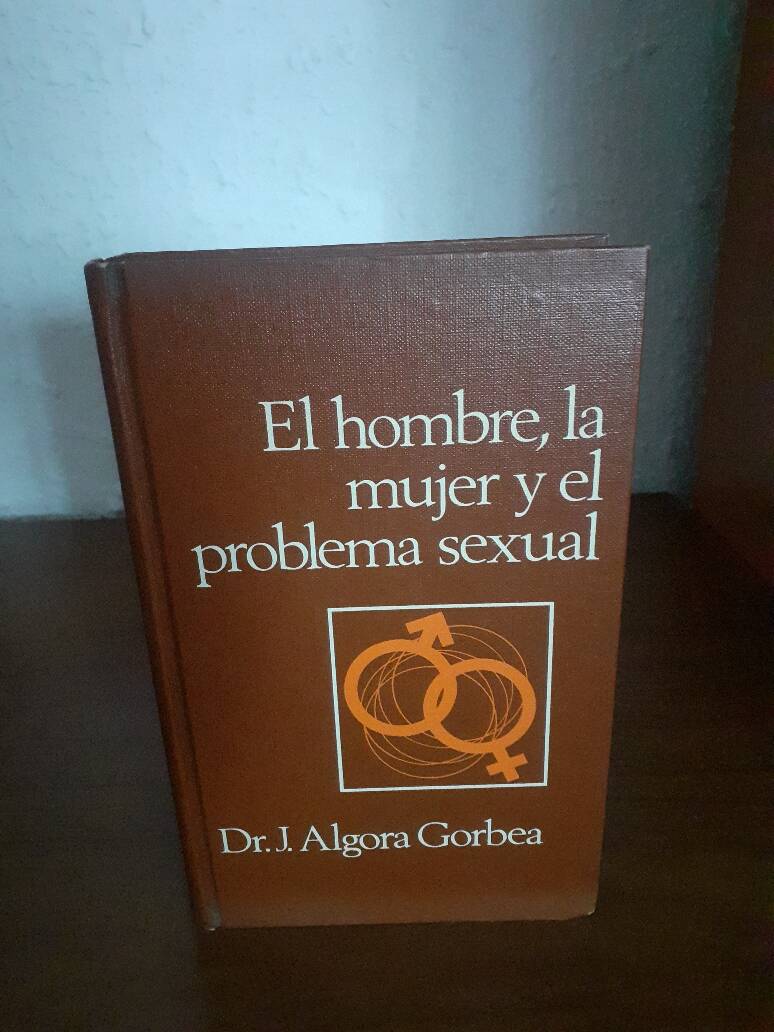 El hombre, la
mujer y el
problema sexual
Dr. J. Algora Gorbea